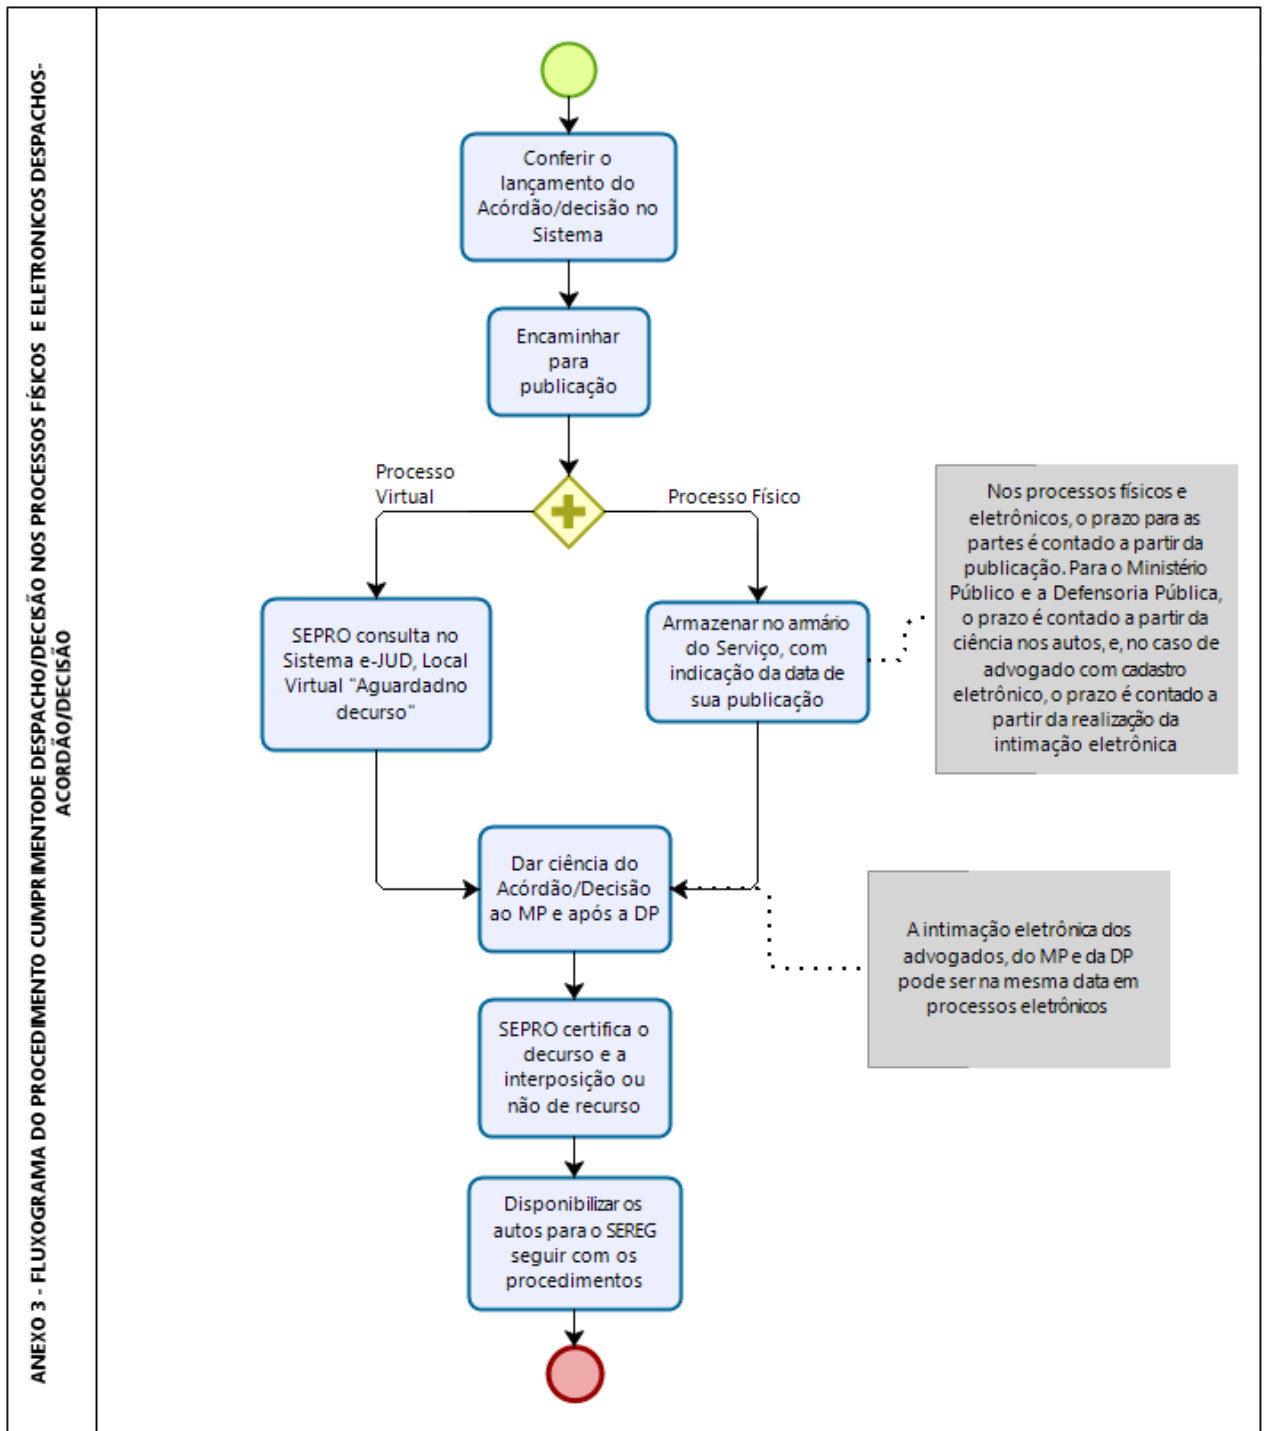 ANEXO 3 - FLUXOGRAMA DO PROCEDIMENTO CUMPRIMENTODE DESPACHO/DECISÃO NOS PROCESSOS FÍSICOS E ELETRONICOS DESPACHOS-
ACORDÃO/DECISÃO
Conferir o
lançamento do
Acórdão/decisão no
Sistema
Encaminhar
para
publicação
Processo
Virtual
Processo Físico
SEPRO consulta no
Sistema e-JUD, Local
Virtual "Aguardadno
decurso"
Armazenar no armário
do Serviço, com
indicação da data de
sua publicação
Nos processos físicos e
eletrônicos, o prazo para as
partes é contado a partir da
publicação. Para o Ministério
Público e a Defensoria Pública,
o prazo é contado a partir da
ciência nos autos, e, no caso de
advogado com cadastro
eletrônico, o prazo é contado a
partir da realização da
intimação eletrônica
Dar ciência do
Acórdão/Decisão
ao MP e após a DP
A intimação eletrônica dos
advogados, do MP e da DP
pode ser na mesma data em
processos eletrônicos
SEPRO certifica o
decurso e a
interposição ou
não de recurso
Disponibilizar os
autos para o SEREG
seguir com os
procedimentos